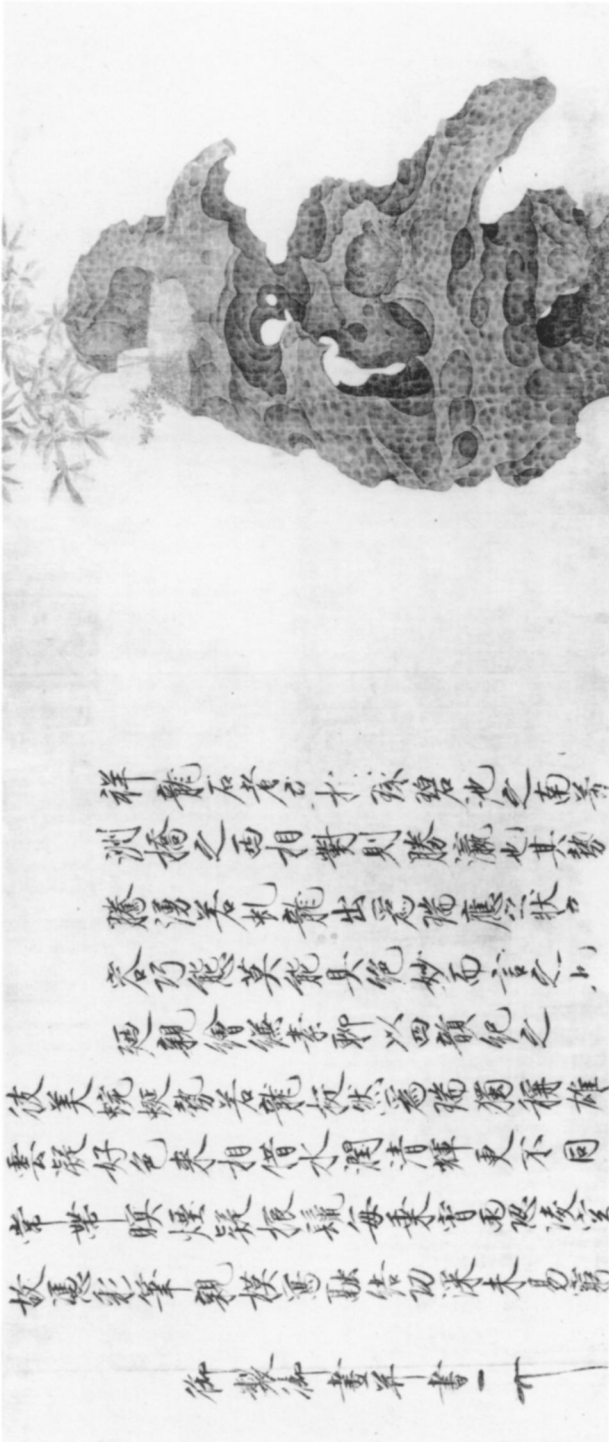 祥龍石者立於環碧池之南芳
洲橋之西相對則勝瀛也其勢
騰湧若虬龍出爲瑞應之狀奇
容巧態莫能具絕妙而言之也
廼親繪縑素聊以四韻紀之
彼美蜿蜒勢若龍挺然爲瑞獨稱雄
雲凝好色來相借水潤清輝更不同
常帶暝煙疑振鬣每乘宵雨恐凌空
故憑彩筆親模寫融結功深未易窮
御製御畫并書